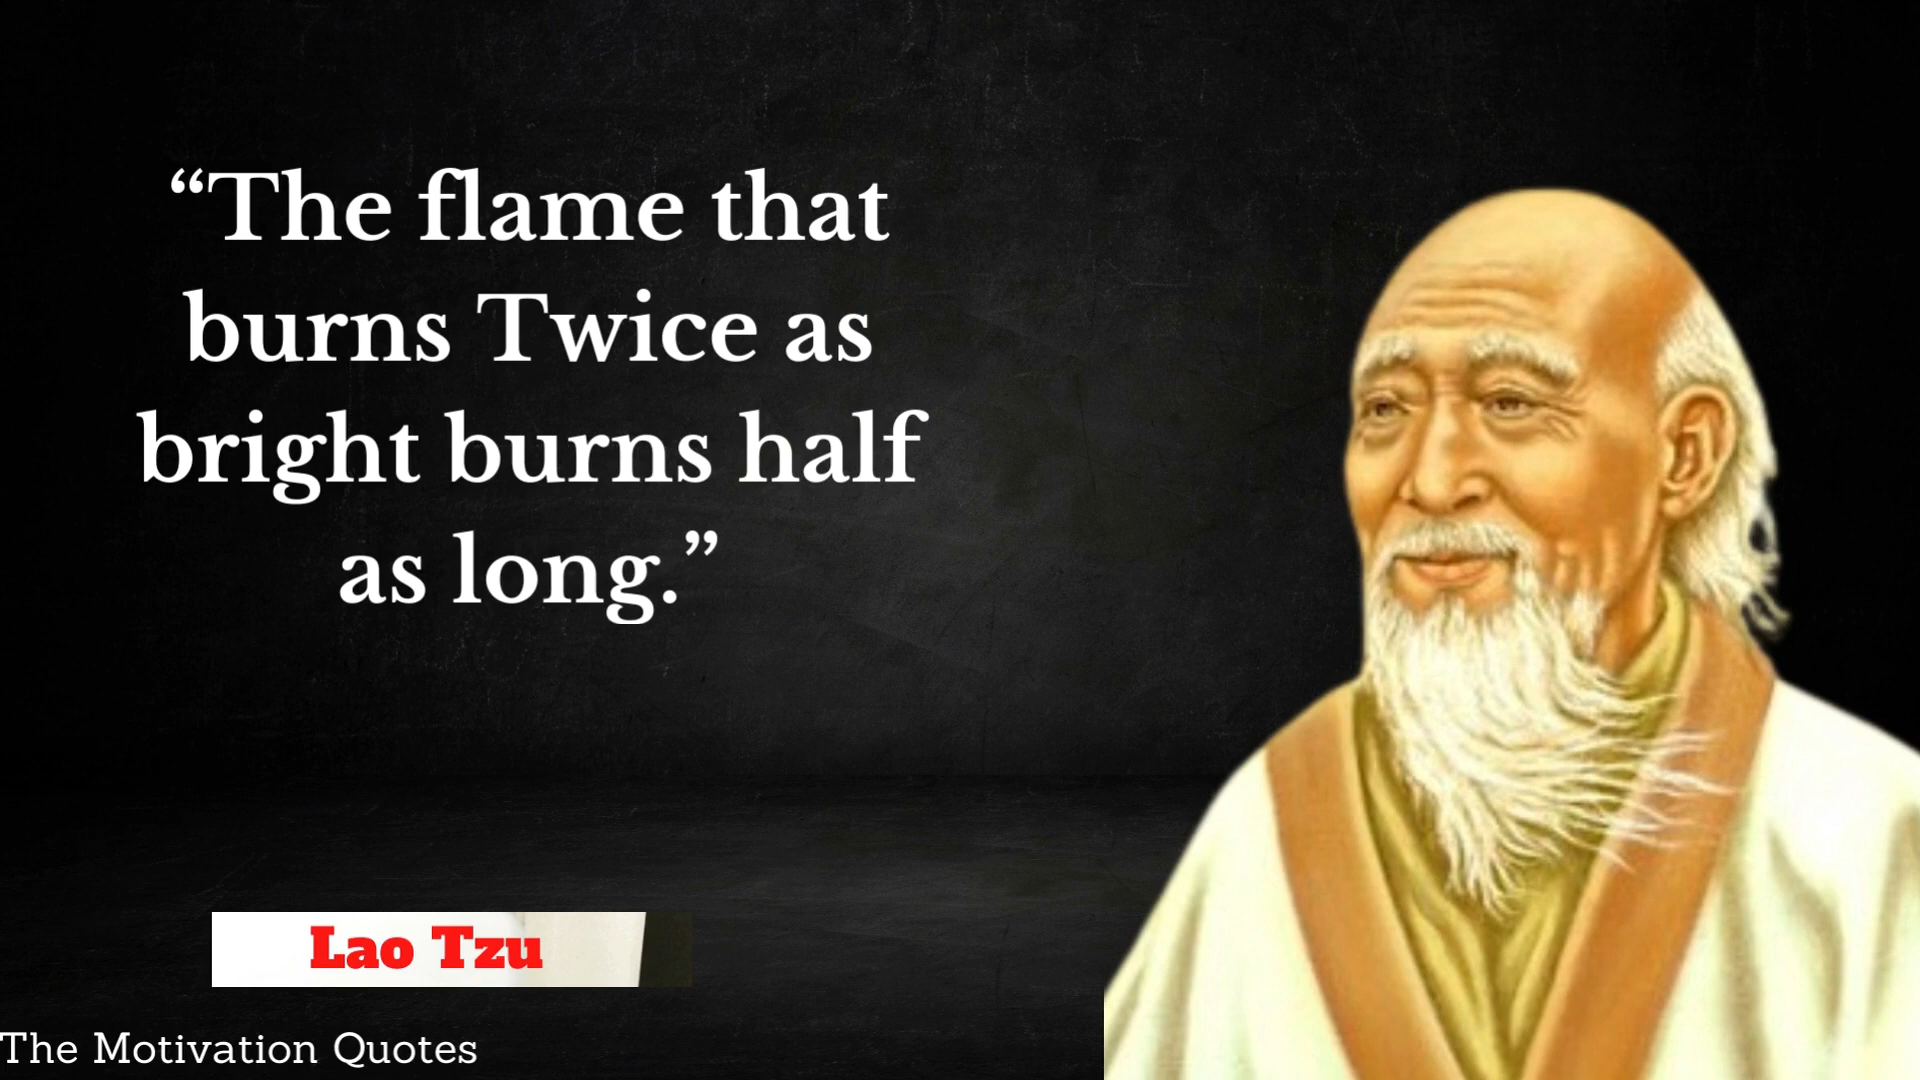 “The flame that
burns Twice as
bright burns half
as long.”
Lao Tzu
The Motivation Quotes